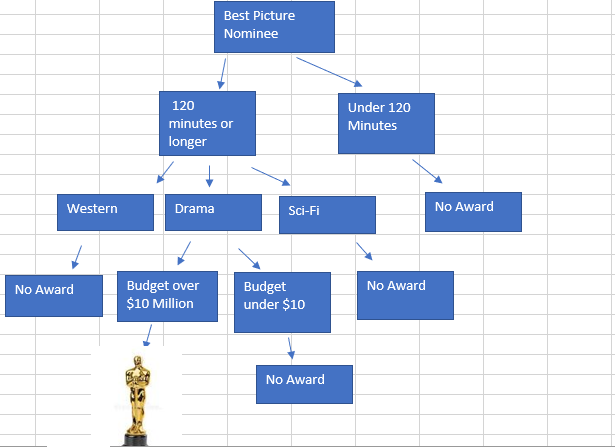 Best Picture
Nominee
120
minutes or
longer
Under 120
Minutes
Western
Drama
Sci-Fi
No Award
No Award
Budget over
$10 Million
Budget
under $10
No Award
No Award